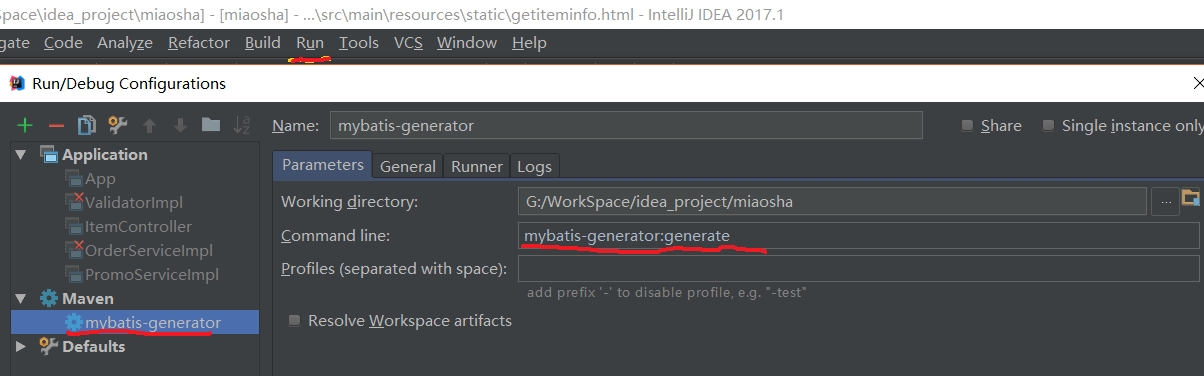 Space\idea_project\miaosha] - [miaosha] - ...\src\main\resources\static\getiteminfo.html - IntelliJ IDEA 2017.1
gate Code Analyze Refactor Build Run Tools VCS Window Help
Run/Debug Configurations
Name: mybatis-generator Share Single instance only
Application
App
ValidatorImpl
ItemController
OrderServiceImpl
PromoServiceImpl
Maven
mybatis-generator
Defaults
Parameters General Runner Logs
Working directory: G:/WorkSpace/idea_project/miaosha ...
Command line: mybatis-generator:generate
Profiles (separated with space):
add prefix '-' to disable profile, e.g. "-test"
Resolve Workspace artifacts